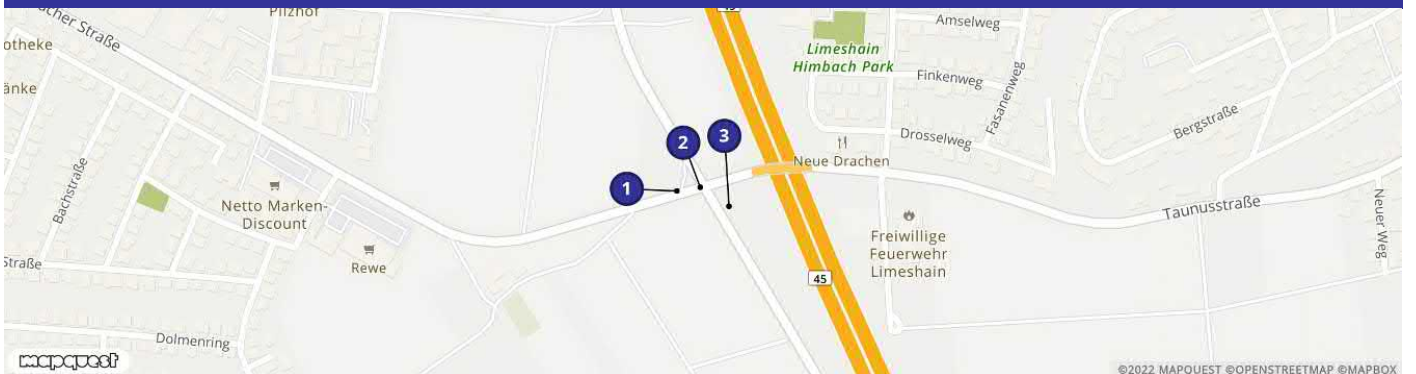 45
Pilzhof
acher Straße
otheke
änke
Amselweg
Limeshain
Himbach Park
Finkenweg
Fasanenweg
Bergstraße
Drosselweg
Neue Drachen
1
2
3
Bachstraße
Netto Marken-
Discount
Rewe
Straße
Dolmenring
Freiwillige
Feuerwehr
Limeshain
Taunusstraße
Neuer Weg
45
mapquest
©2022 MAPQUEST ©OPENSTREETMAP ©MAPBOX